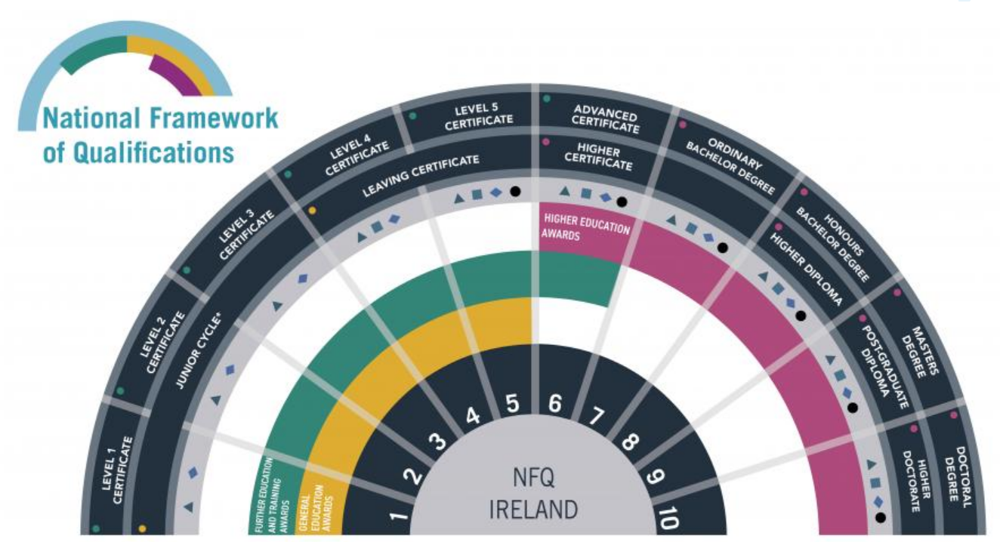 National Framework
of Qualifications
LEVEL 1
CERTIFICATE
LEVEL 2
CERTIFICATE
LEVEL 3
CERTIFICATE
LEVEL 4
CERTIFICATE
LEVEL 5
CERTIFICATE
ADVANCED
CERTIFICATE
ORDINARY
BACHELOR DEGREE
HONOURS
BACHELOR DEGREE
MASTERS
DEGREE
DOCTORAL
DEGREE
JUNIOR CYCLE*
LEAVING CERTIFICATE
HIGHER
CERTIFICATE
HIGHER DIPLOMA
POST-GRADUATE
DIPLOMA
HIGHER
DOCTORATE
HIGHER EDUCATION
AWARDS
FURTHER EDUCATION
AND TRAINING
AWARDS
GENERAL
EDUCATION
AWARDS
1
2
3
4
5
6
7
8
9
10
NFQ
IRELAND